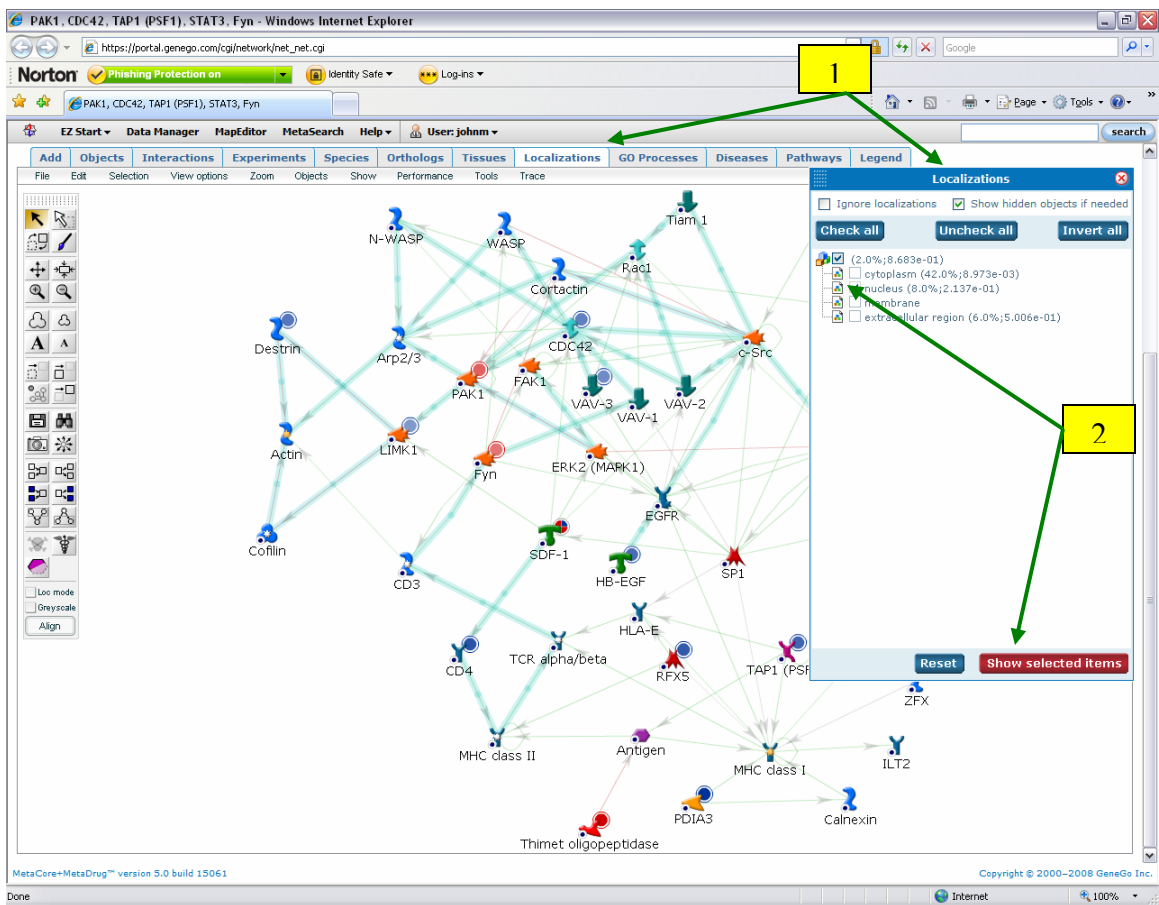 PAK1, CDC42, TAP1 (PSF1), STAT3, Fyn - Windows Internet Explorer
https://portal.genego.com/cgi/network/net_net.cgi
Google
Norton
Phishing Protection on
Identity Safe
Log-ins
1
PAK1, CDC42, TAP1 (PSF1), STAT3, Fyn
Page
Tools
EZ Start
Data Manager
MapEditor
MetaSearch
Help
User: johnm
search
Add Objects Interactions Experiments Species Orthologs Tissues Localizations GO Processes Diseases Pathways Legend
File Edit Selection View options Zoom Objects Show Performance Tools Trace
Localizations
Ignore localizations
Show hidden objects if needed
Check all
Uncheck all
Invert all
(2.0%;8.683e-01)
cytoplasm (42.0%;8.973e-03)
nucleus (8.0%;2.137e-01)
membrane
extracellular region (6.0%;5.006e-01)
2
Reset
Show selected items
Tiam 1
N-WASP
WASP
Rac1
Cortactin
Destrin
Arp2/3
CDC42
c-Src
PAK1
FAK1
VAV-3
VAV-1
VAV-2
Actin
LIMK1
Fyn
ERK2 (MAPK1)
EGFR
Cofilin
SDF-1
CD3
HB-EGF
SP1
HLA-E
CD4
TCR alpha/beta
RFX5
TAP1 (PSF
ZFX
MHC class II
Antigen
MHC class I
ILT2
PDIA3
Calnexin
Thimet oligopeptidase
A
A
Loc mode
Greyscale
Align
MetaCore+MetaDrug™ version 5.0 build 15061
Copyright © 2000-2008 GeneGo Inc.
Done
Internet
100%